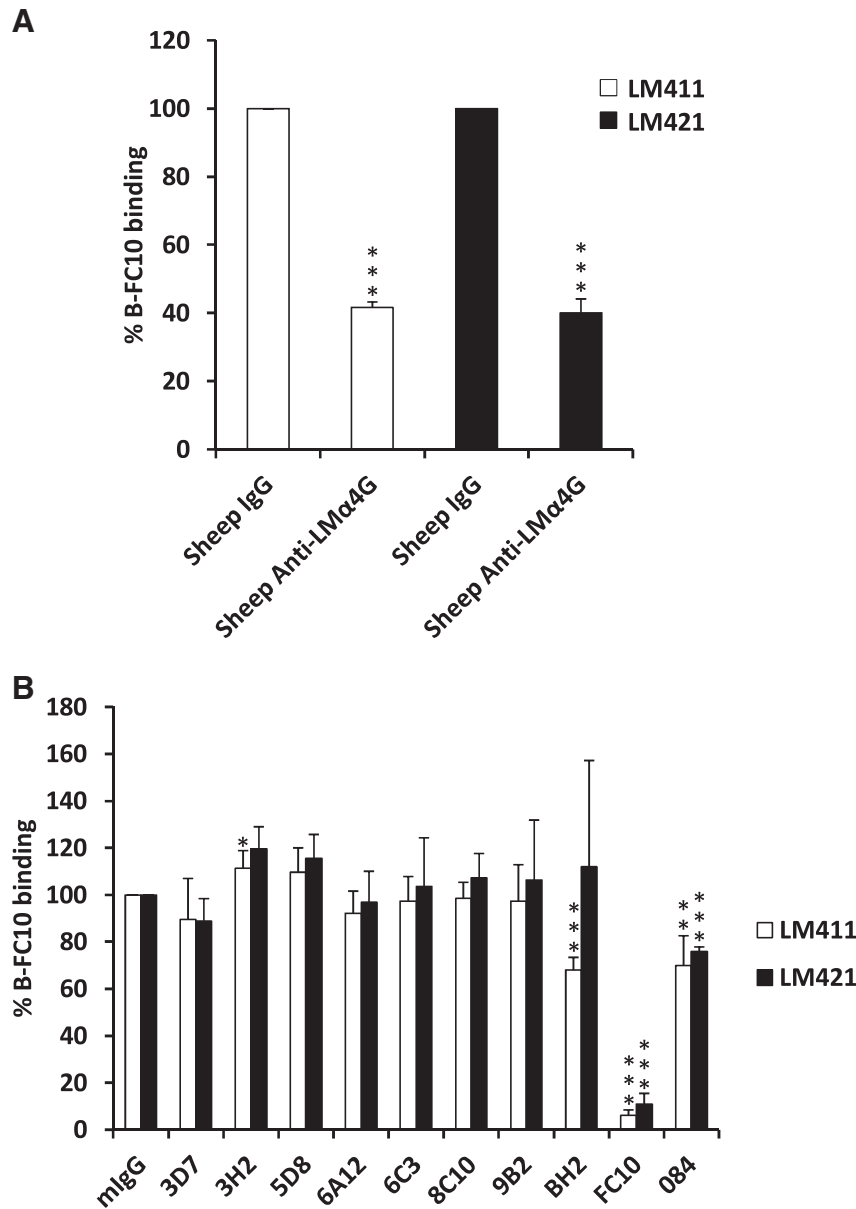 A
120
100
80
60
40
20
0
% B-FC10 binding
LM411
LM421
***
***
Sheep IgG
Sheep Anti-LMα4G
Sheep IgG
Sheep Anti-LMα4G
B
180
160
140
120
100
80
60
40
20
0
% B-FC10 binding
*
***
***
***
**
***
LM411
LM421
mIgG
3D7
3H2
5D8
6A12
6C3
8C10
9B2
BH2
FC10
084